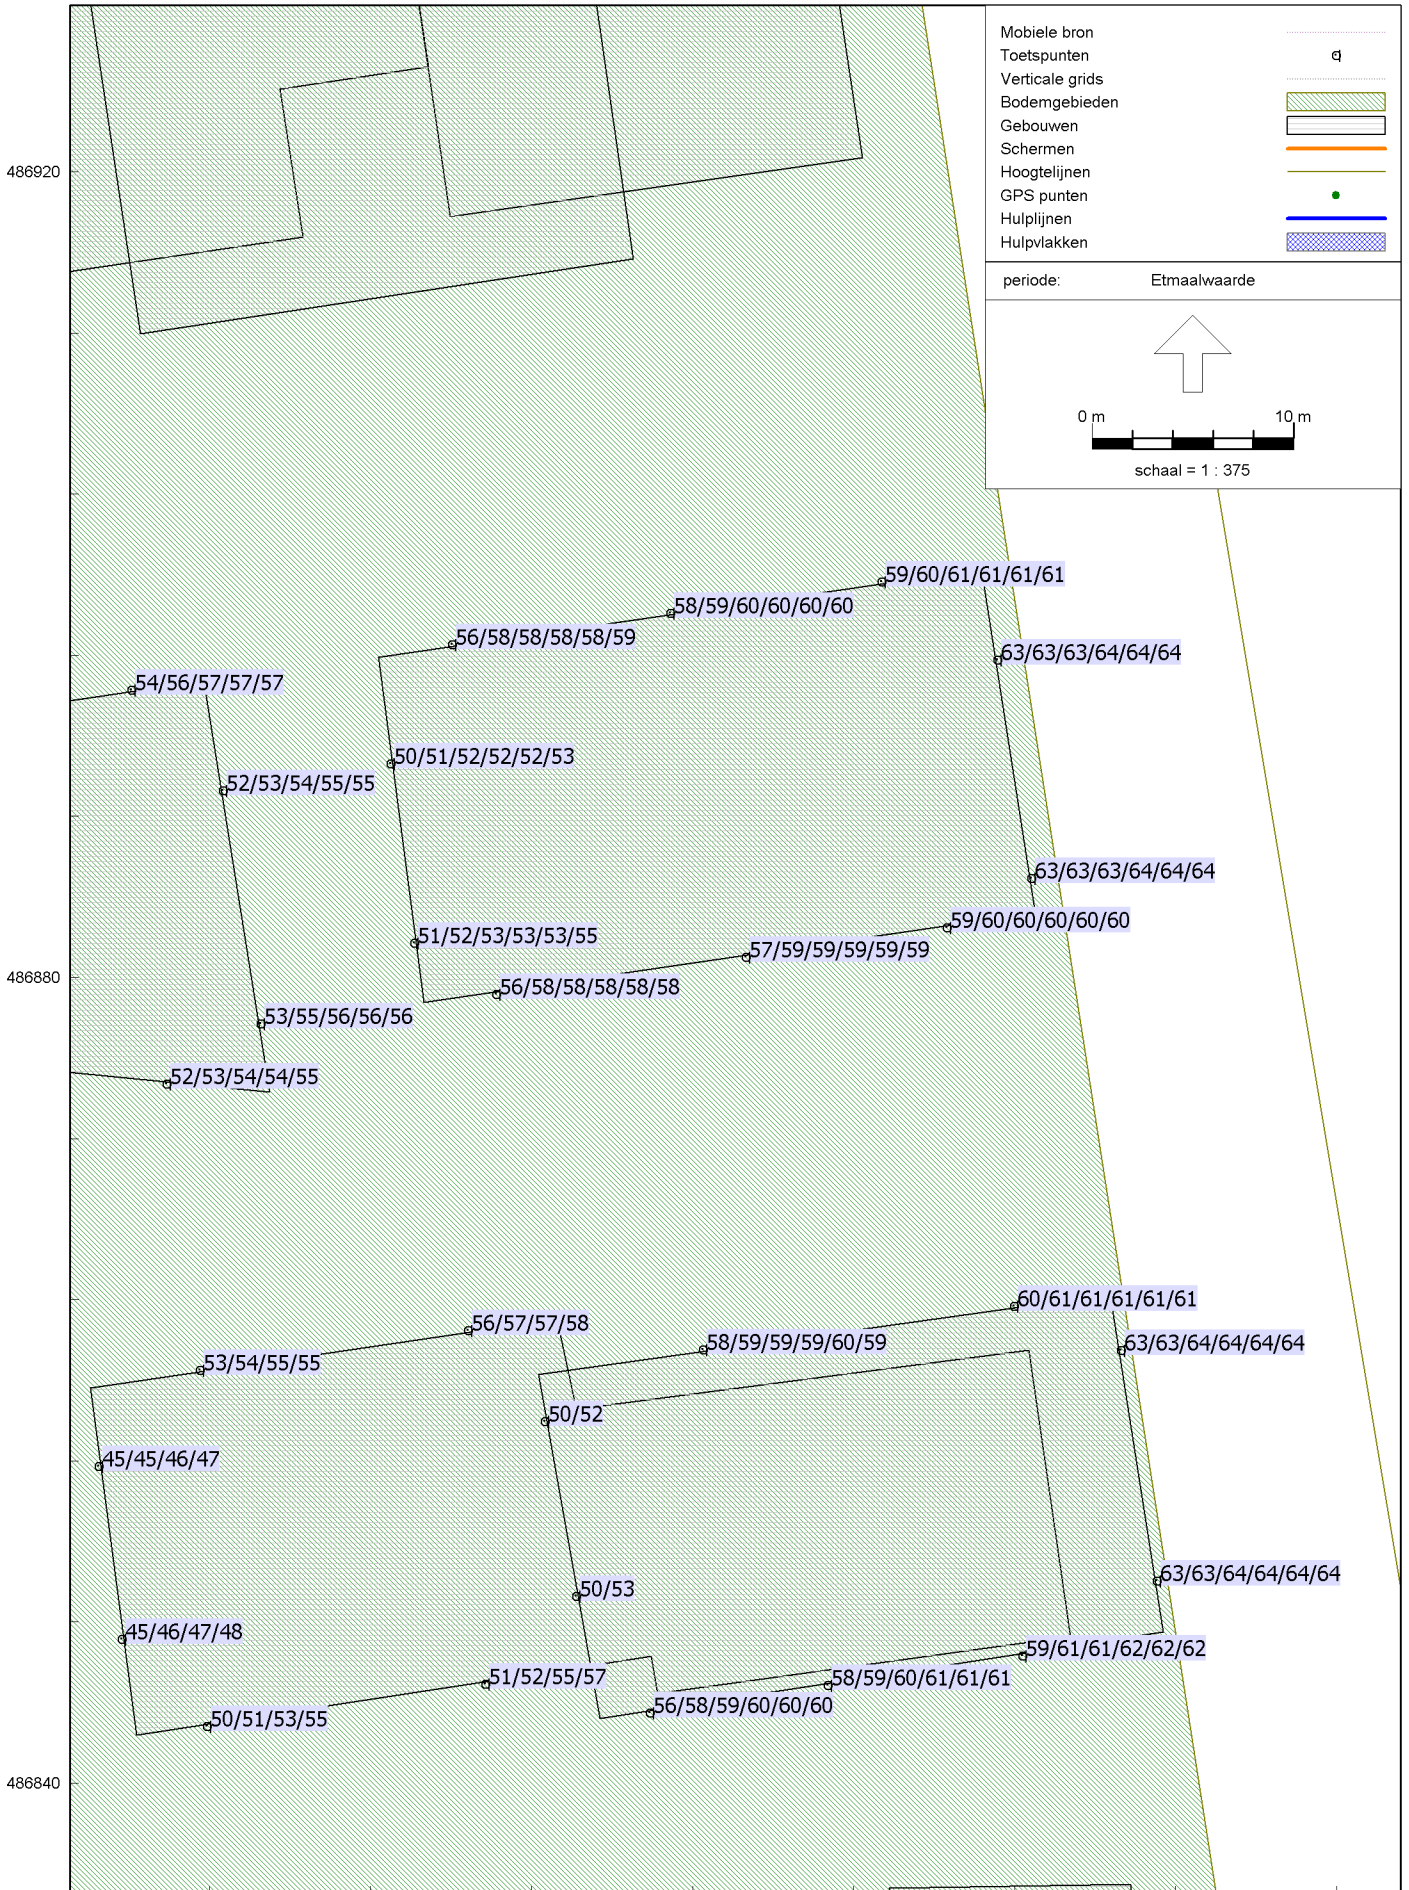 Mobiele bron
Toetspunten
Verticale grids
Bodemgebieden
Gebouwen
Schermen
Hoogtelijnen
GPS punten
Hulplijnen
Hulpvlakken
periode: Etmaalwaarde
0 m 10 m
schaal = 1 : 375
486920
59/60/61/61/61/61
58/59/60/60/60/60
56/58/58/58/58/59
63/63/63/64/64/64
54/56/57/57/57
50/51/52/52/52/53
52/53/54/55/55
63/63/63/64/64/64
59/60/60/60/60/60
51/52/53/53/53/55
57/59/59/59/59/59
486880
56/58/58/58/58/58
53/55/56/56/56
52/53/54/54/55
60/61/61/61/61/61
56/57/57/58
58/59/59/59/60/59
63/63/64/64/64/64
53/54/55/55
50/52
45/45/46/47
63/63/64/64/64/64
50/53
45/46/47/48
59/61/61/62/62/62
51/52/55/57
58/59/60/61/61/61
56/58/59/60/60/60
50/51/53/55
486840